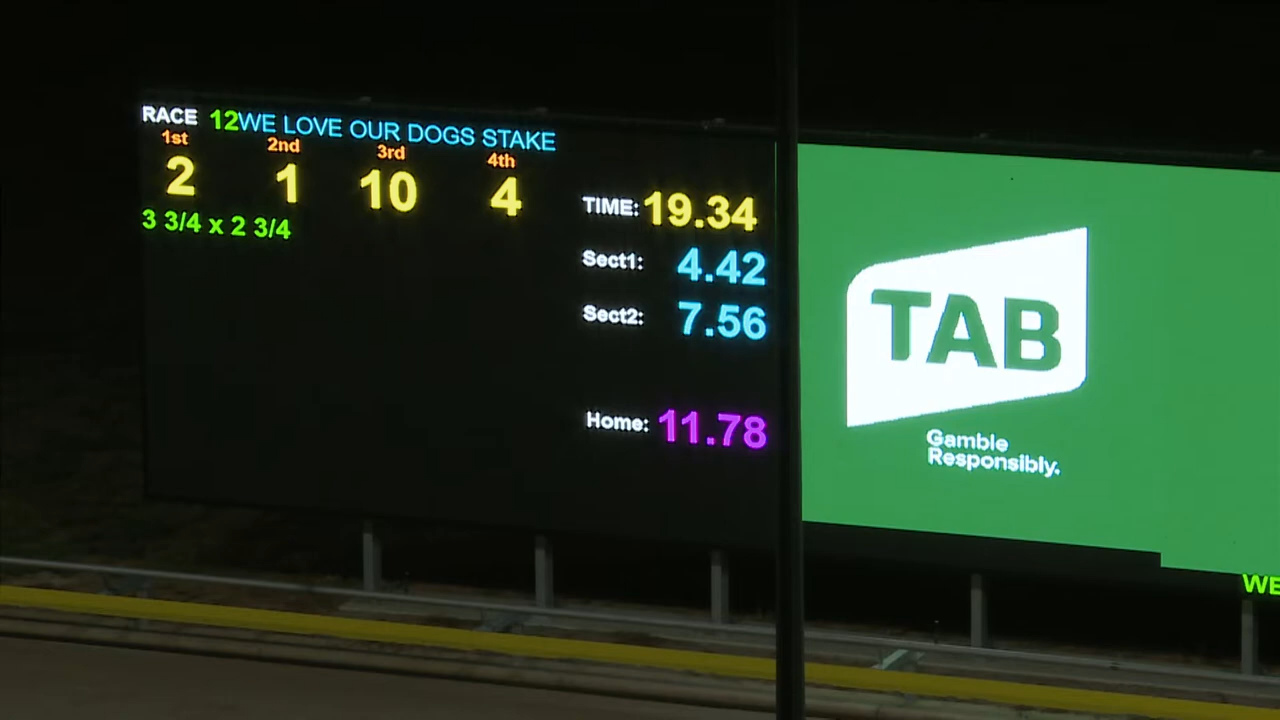 RACE 12WE LOVE OUR DOGS STAKE
1st 2nd 3rd 4th
2 1 10 4
3 3/4 x 2 3/4
TIME: 19.34
Sect1: 4.42
Sect2: 7.56
Home: 11.78
TAB
Gamble
Responsibly.
WE